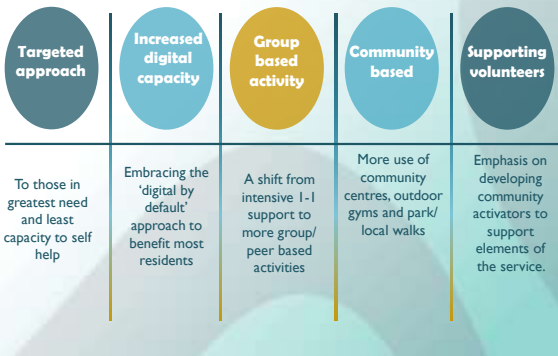 Targeted
approach
Increased
digital
capacity
Group
based
activity
Community
based
Supporting
volunteers
To those in
greatest need
and least
capacity to self
help
Embracing the
‘digital by
default’
approach to
benefit most
residents
A shift from
intensive 1-1
support to
more group/
peer based
activities
More use of
community
centres, outdoor
gyms and park/
local walks
Emphasis on
developing
community
activators to
support
elements of
the service.